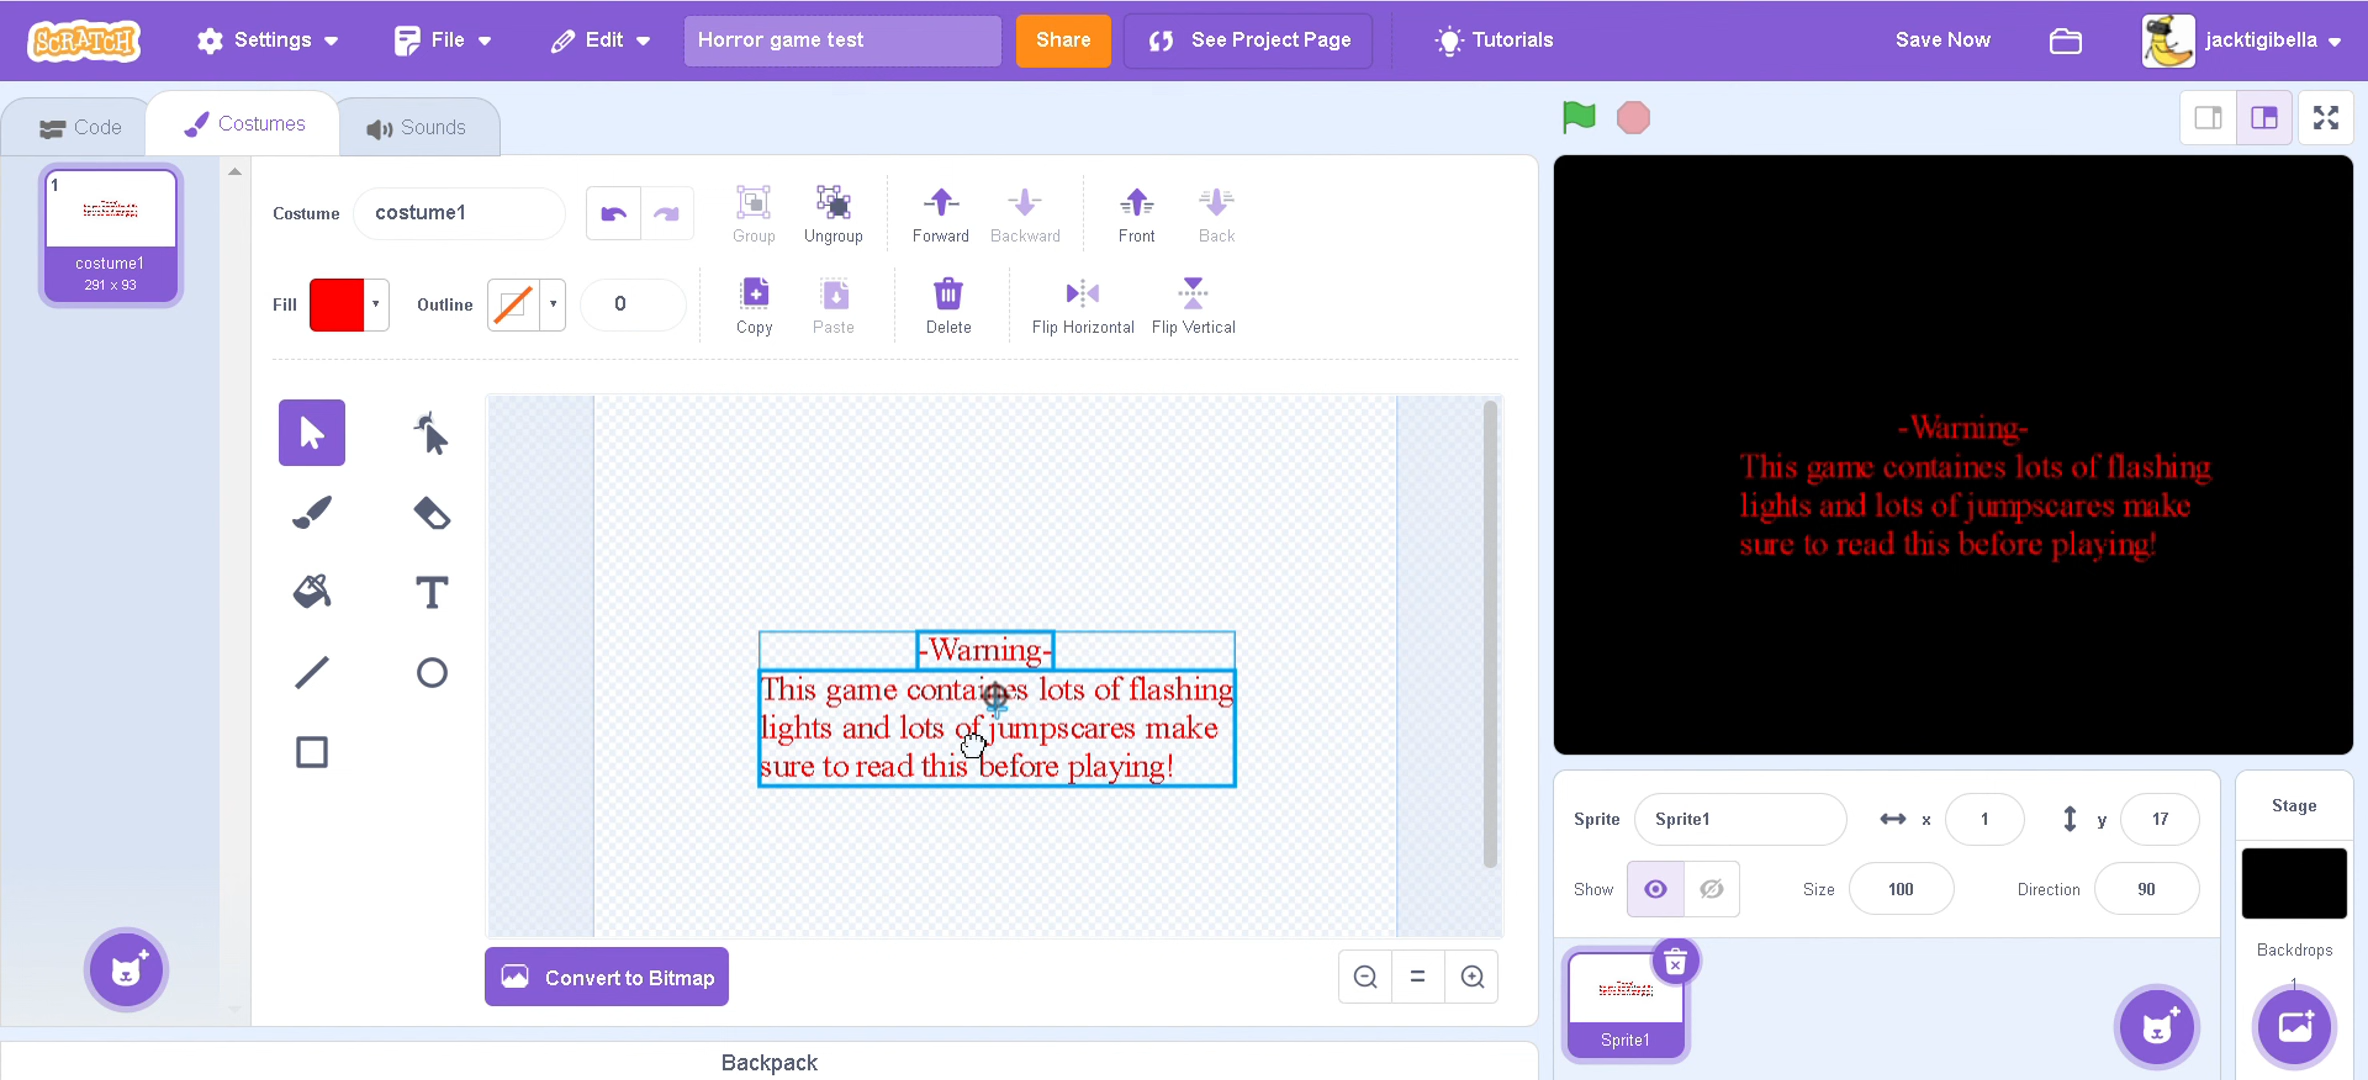 SCRATCH
Settings
File
Edit
Horror game test
Share
See Project Page
Tutorials
Save Now
jacktigibella
Code
Costumes
Sounds
1
costume1
291 x 93
Costume
costume1
Group
Ungroup
Forward
Backward
Front
Back
Fill
Outline
0
Copy
Paste
Delete
Flip Horizontal
Flip Vertical
T
-Warning-
This game containes lots of flashing
lights and lots of jumpscares make
sure to read this before playing!
Convert to Bitmap
=
Backpack
-Warning-
This game containes lots of flashing
lights and lots of jumpscares make
sure to read this before playing!
Sprite
Sprite1
x
1
y
17
Show
Size
100
Direction
90
Sprite1
Stage
Backdrops
1